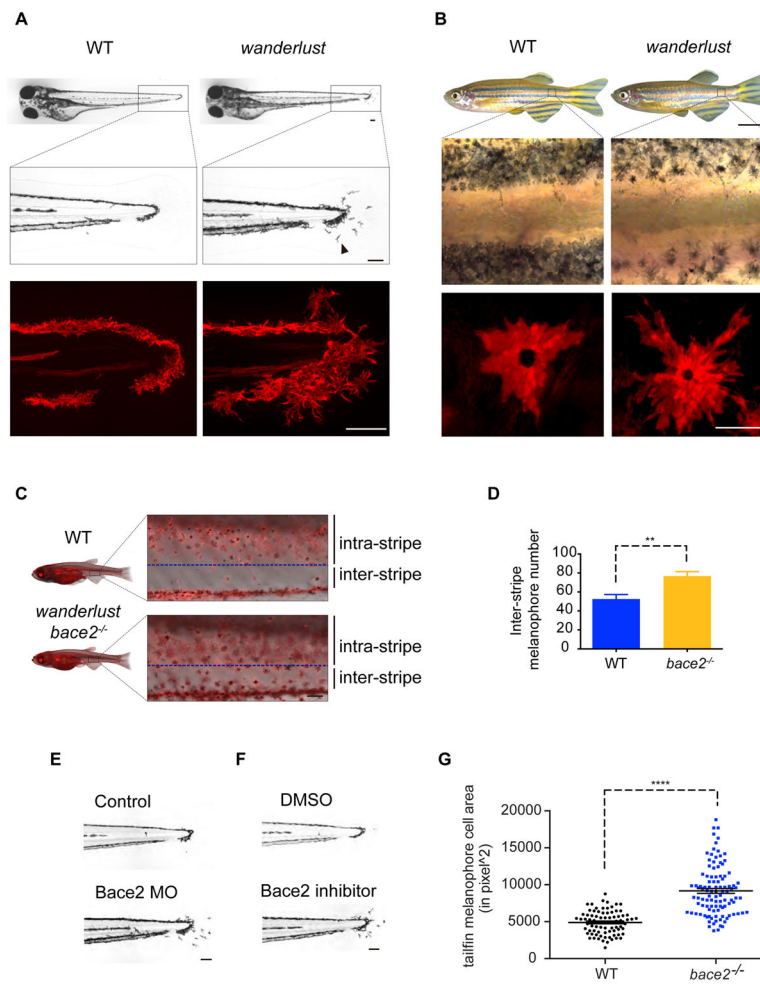 A
WT
wanderlust
B
WT
wanderlust
C
WT
intra-stripe
inter-stripe
wanderlust
bace2-/-
intra-stripe
inter-stripe
D
**
Inter-stripe
melanophore number
100
80
60
40
20
0
WT
bace2-/-
E
Control
Bace2 MO
F
DMSO
Bace2 inhibitor
G
****
tailfin melanophore cell area
(in pixel^2)
20000
15000
10000
5000
0
WT
bace2-/-